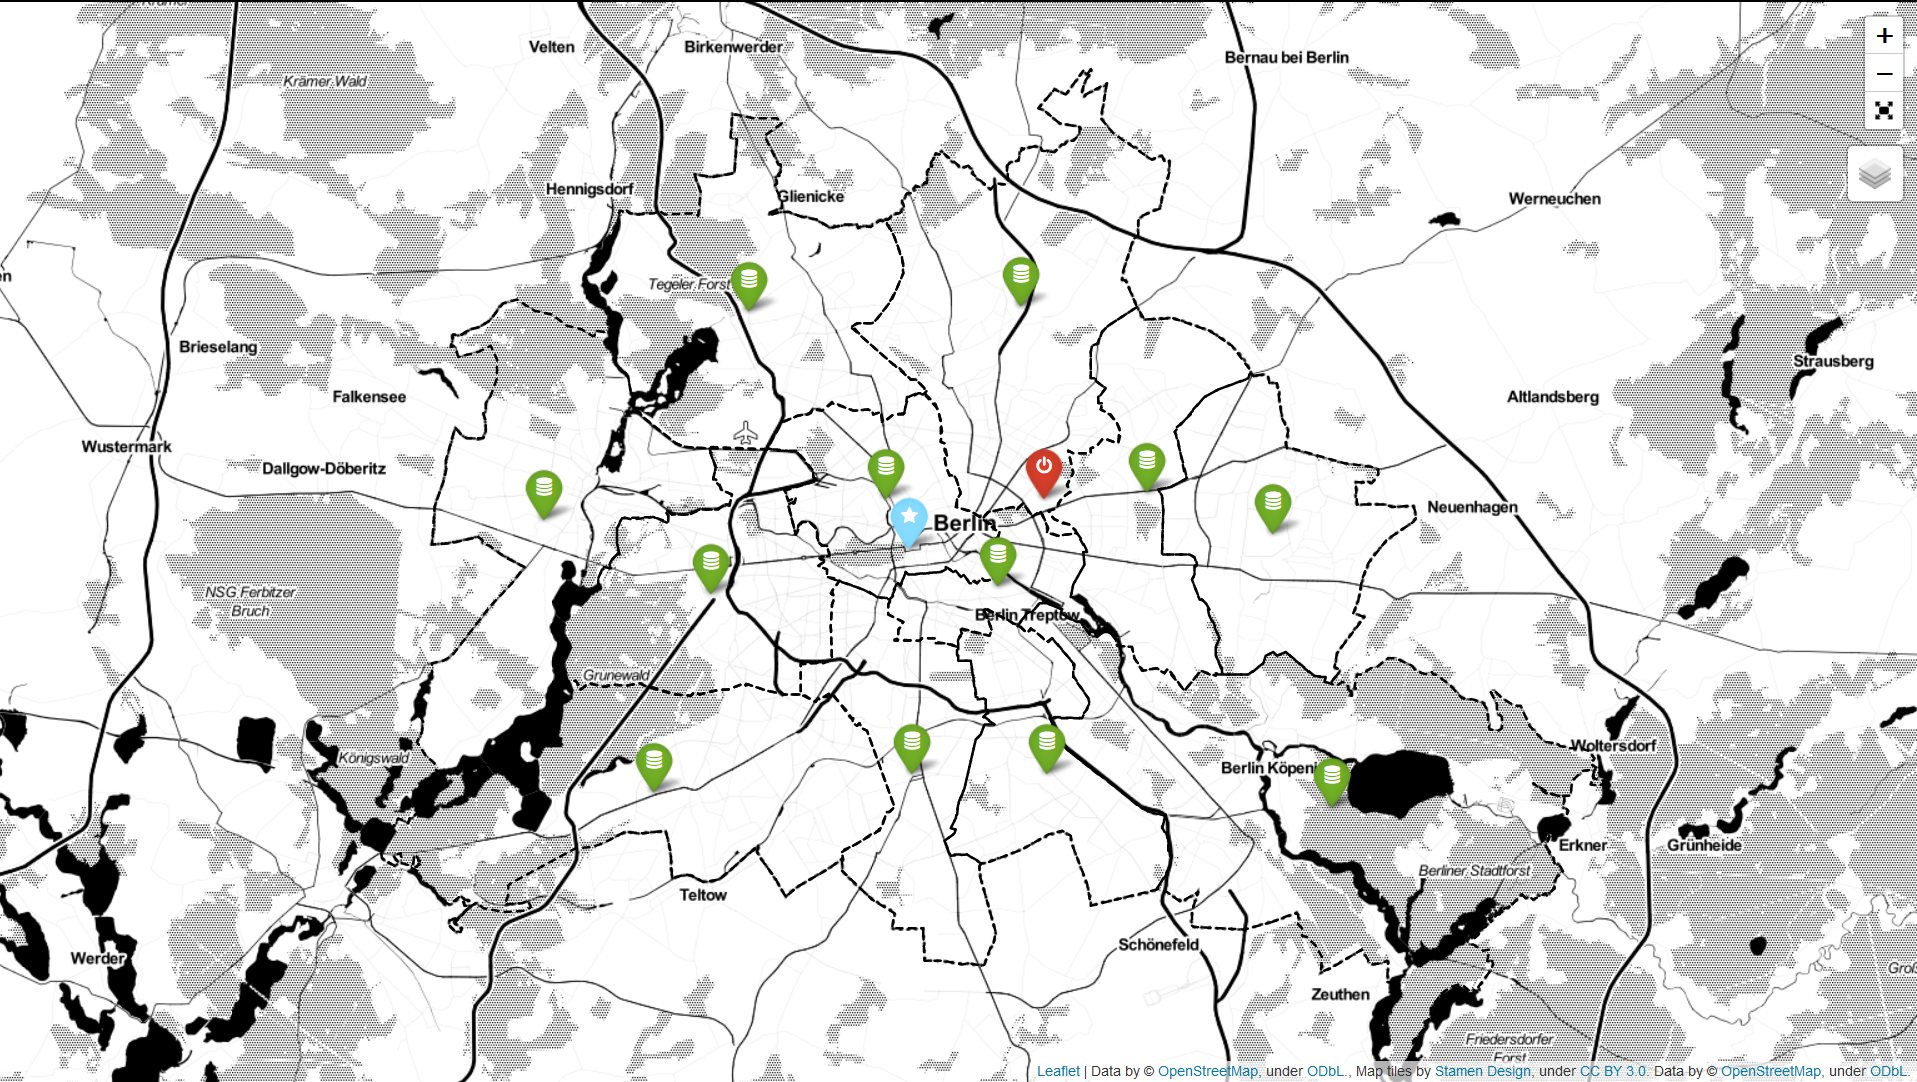 Velten
Birkenwerder
Bernau bei Berlin
Krämer Wald
Hennigsdorf
Glienicke
Werneuchen
Tegeler Forst
Brieselang
Strausberg
Falkensee
Altlandsberg
Wustermark
Dallgow-Döberitz
Neuenhagen
Berlin
NSG Ferbitzer
Bruch
Berlin Treptow
Grunewald
Woltersdorf
Königswald
Berlin Köpeni
Erkner
Grünheide
Berliner Stadtforst
Teltow
Schönefeld
Werder
Zeuthen
Friedersdorfer
Forst
Leaflet | Data by © OpenStreetMap, under ODbL., Map tiles by Stamen Design, under CC BY 3.0. Data by © OpenStreetMap, under ODbL.